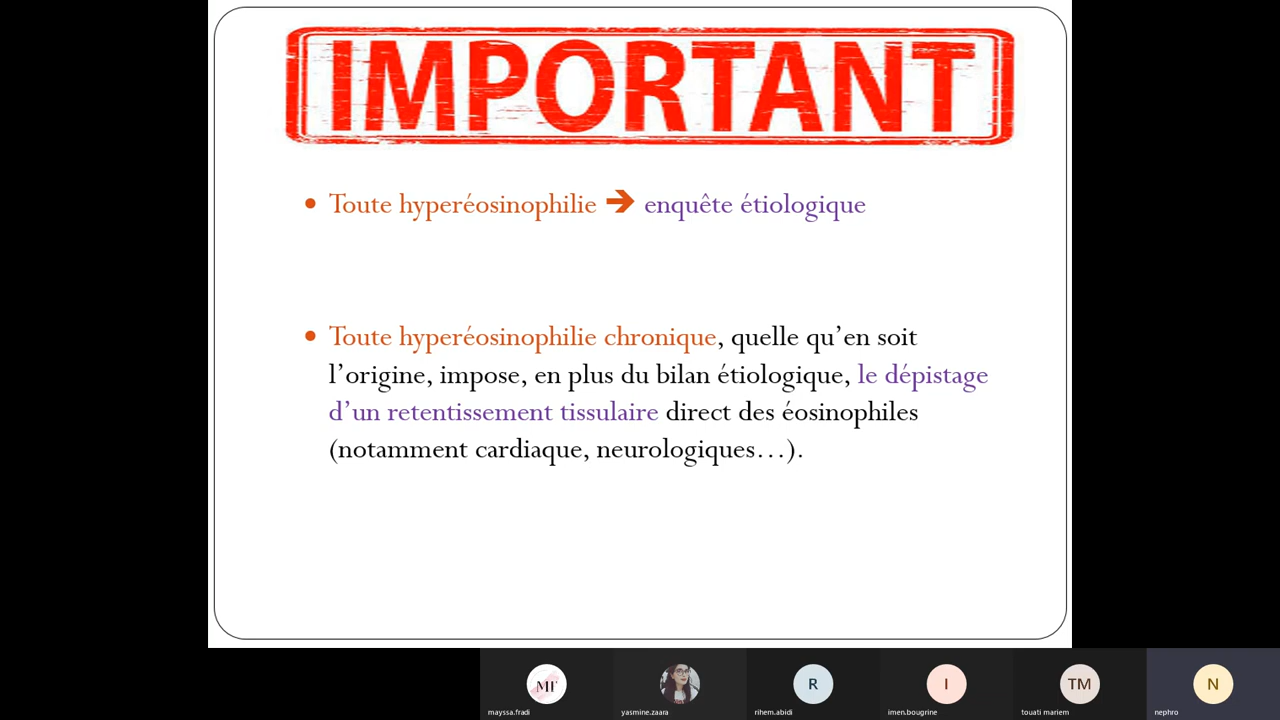 IMPORTANT
• Toute hyperéosinophilie ➔ enquête étiologique
• Toute hyperéosinophilie chronique, quelle qu’en soit
l’origine, impose, en plus du bilan étiologique, le dépistage
d’un retentissement tissulaire direct des éosinophiles
(notamment cardiaque, neurologiques…).
MF
R
I
TM
N
mayssa.fradi
yasmine.zaara
rihem.abidi
imen.bougrine
touati mariem
nephro